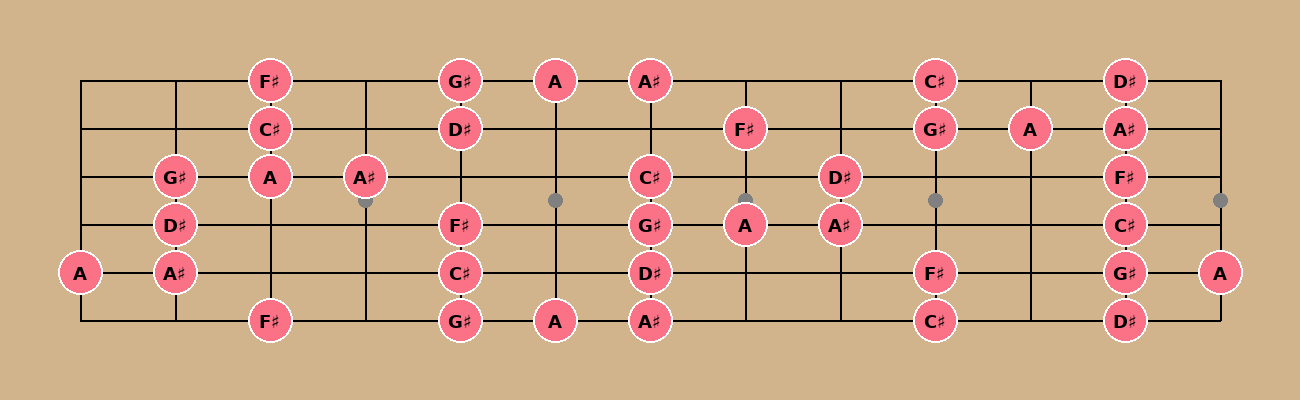 F♯ G♯ A A♯ C♯ D♯
C♯ D♯ F♯ G♯ A A♯
G♯ A A♯ C♯ D♯ F♯
D♯ F♯ G♯ A A♯ C♯
A A♯ C♯ D♯ F♯ G♯ A
F♯ G♯ A A♯ C♯ D♯